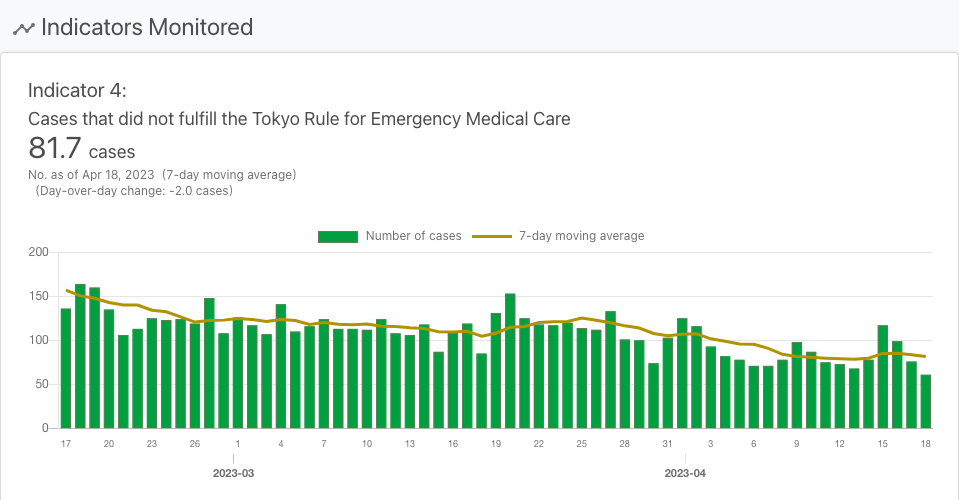 Indicators Monitored
Indicator 4:
Cases that did not fulfill the Tokyo Rule for Emergency Medical Care
81.7 cases
No. as of Apr 18, 2023 (7-day moving average)
(Day-over-day change: -2.0 cases)
Number of cases 7-day moving average
200
150
100
50
0
17 20 23 26 1 4 7 10 13 16 19 22 25 28 31 3 6 9 12 15 18
2023-03 2023-04